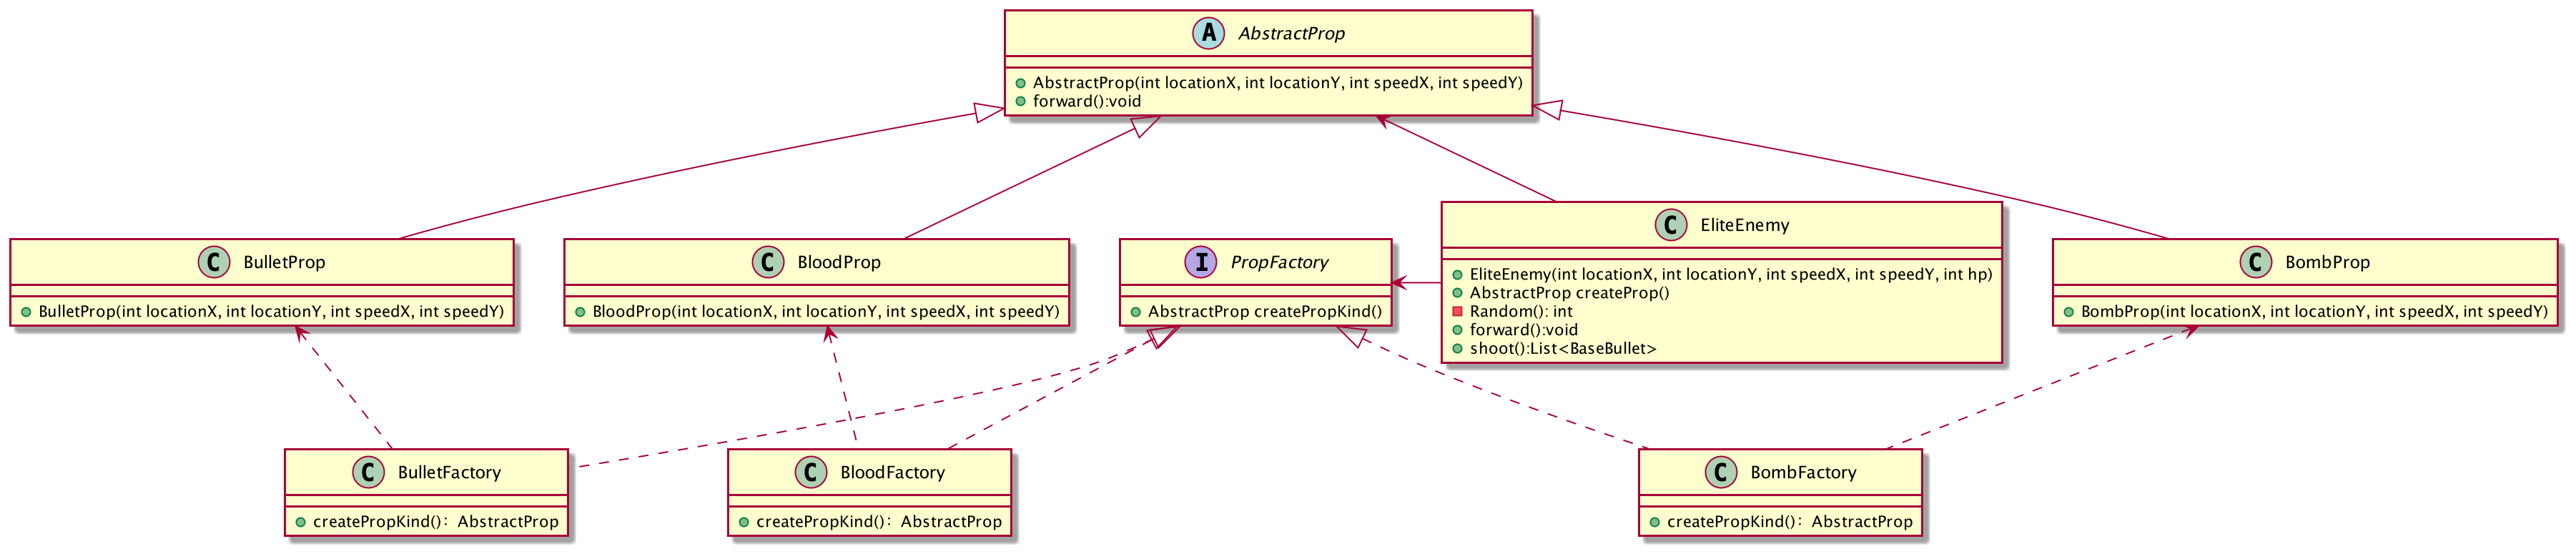 A AbstractProp
AbstractProp(int locationX, int locationY, int speedX, int speedY)
forward():void
C BulletProp
BulletProp(int locationX, int locationY, int speedX, int speedY)
C BloodProp
BloodProp(int locationX, int locationY, int speedX, int speedY)
I PropFactory
AbstractProp createPropKind()
C EliteEnemy
EliteEnemy(int locationX, int locationY, int speedX, int speedY, int hp)
AbstractProp createProp()
Random(): int
forward():void
shoot():List<BaseBullet>
C BombProp
BombProp(int locationX, int locationY, int speedX, int speedY)
C BulletFactory
createPropKind()： AbstractProp
C BloodFactory
createPropKind()： AbstractProp
C BombFactory
createPropKind()： AbstractProp